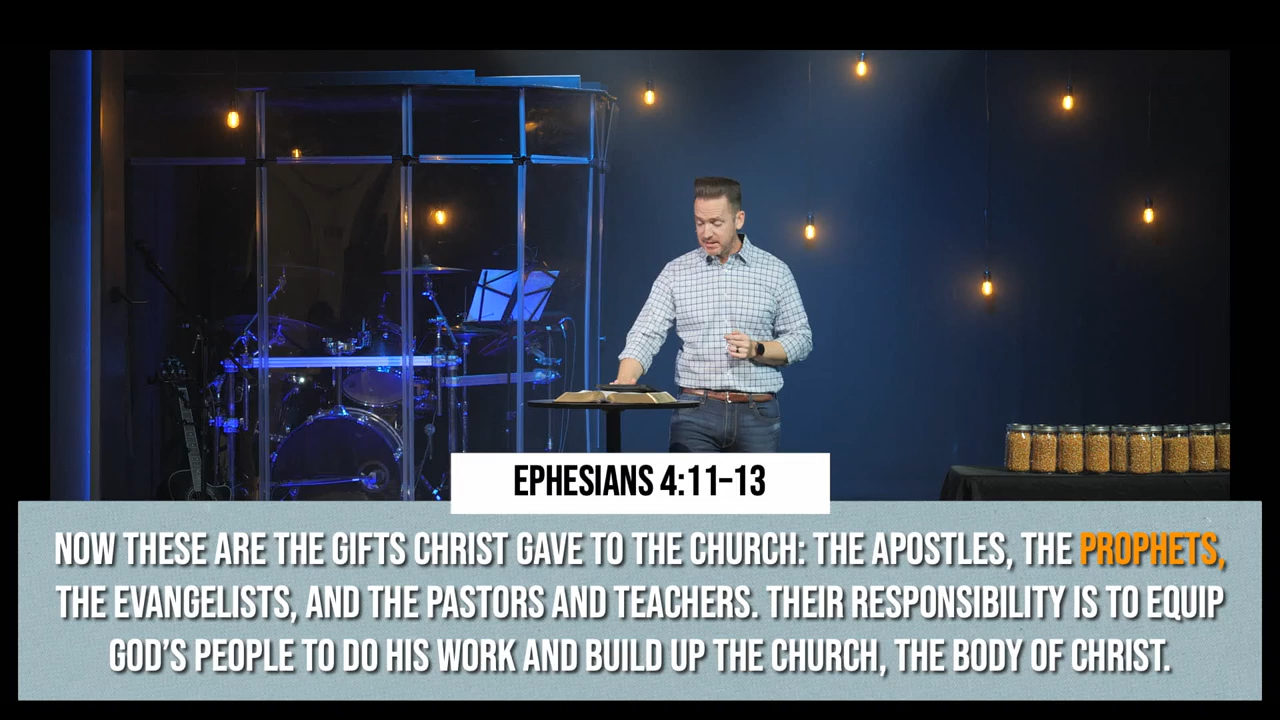 EPHESIANS 4:11–13
NOW THESE ARE THE GIFTS CHRIST GAVE TO THE CHURCH: THE APOSTLES, THE PROPHETS,
THE EVANGELISTS, AND THE PASTORS AND TEACHERS. THEIR RESPONSIBILITY IS TO EQUIP
GOD'S PEOPLE TO DO HIS WORK AND BUILD UP THE CHURCH, THE BODY OF CHRIST.